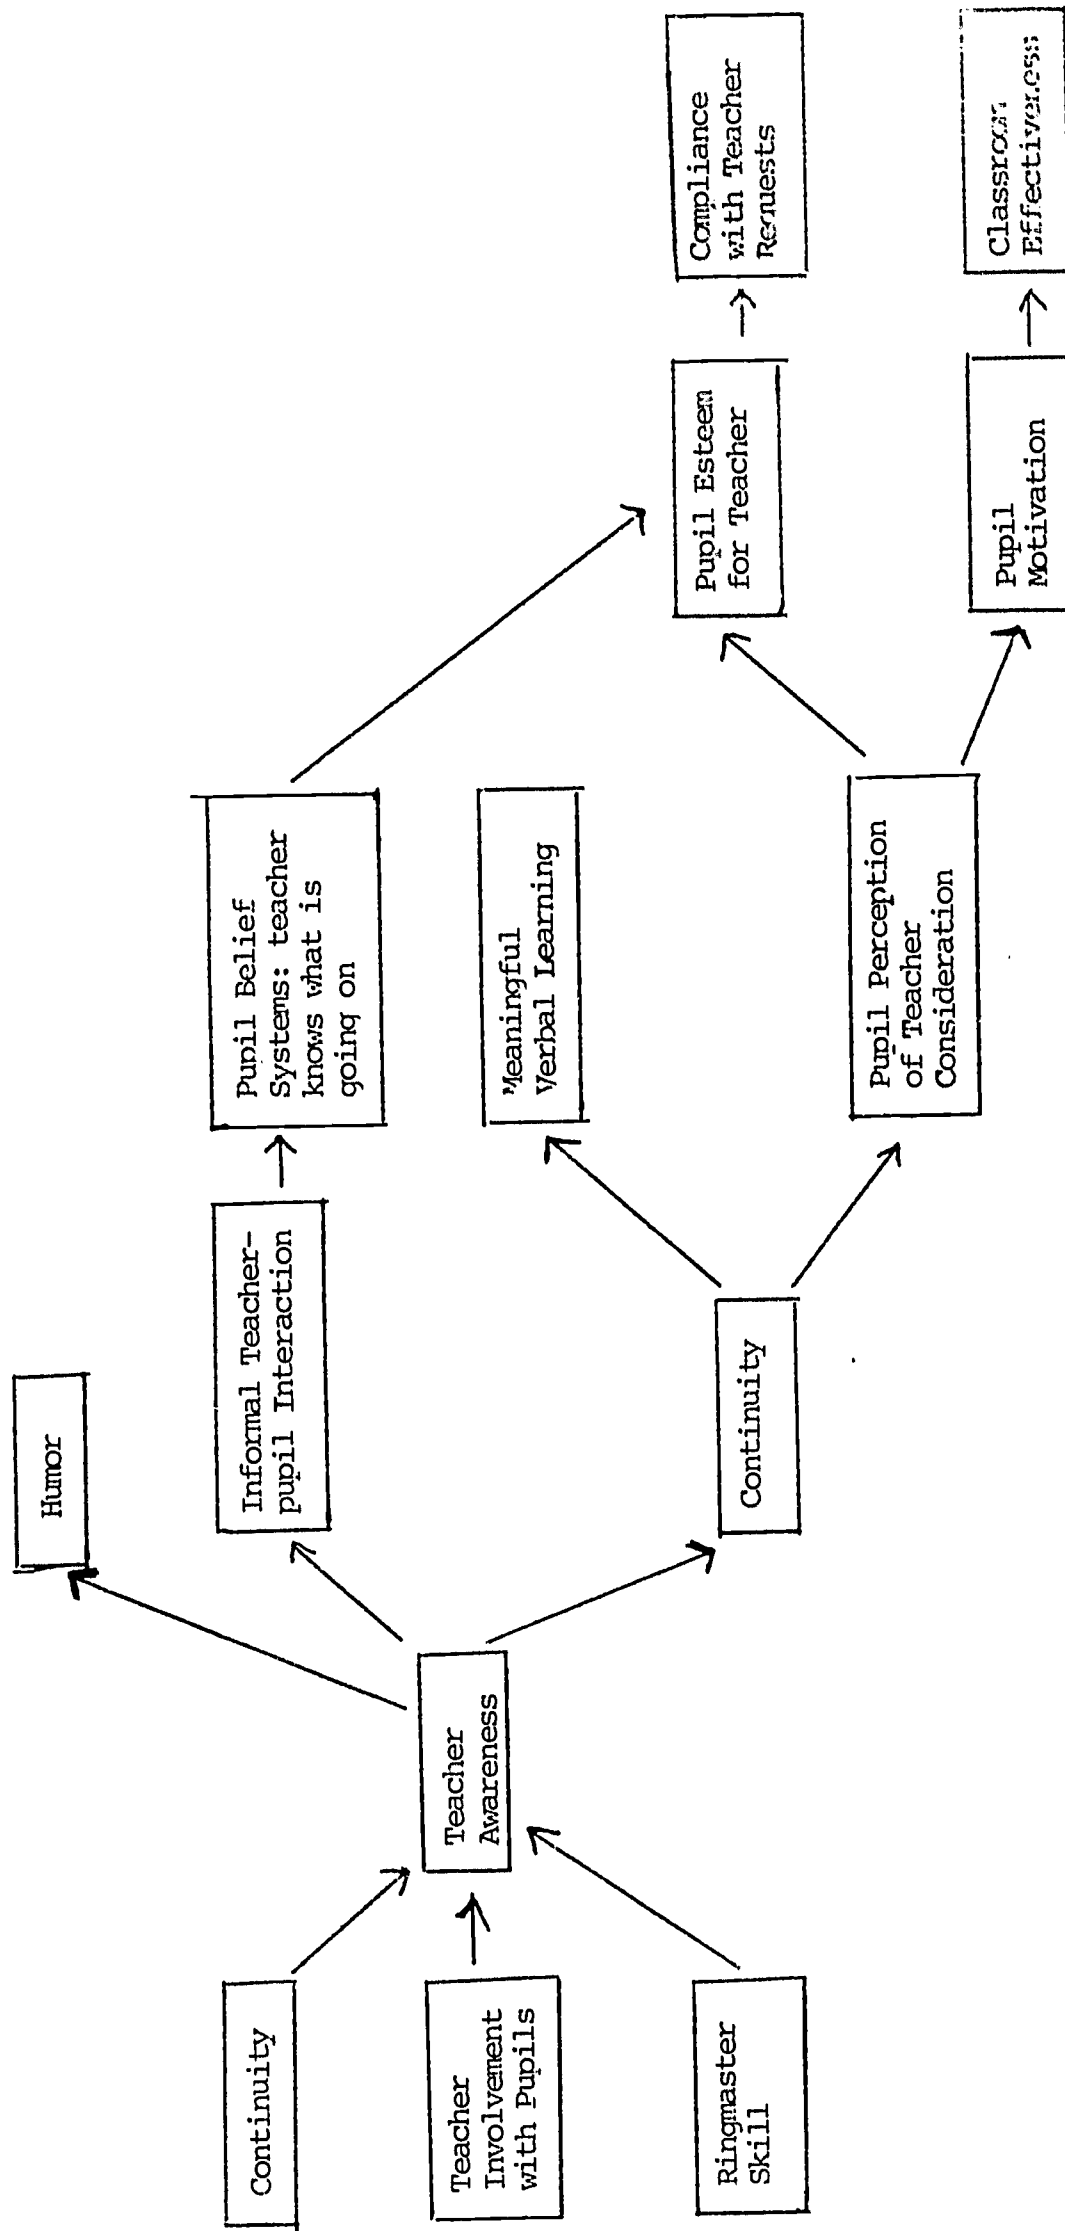 Humor
Continuity
Informal Teacher-
pupil Interaction
Pupil Belief
Systems: teacher
knows what is
going on
Teacher
Involvement
with Pupils
Teacher
Awareness
Meaningful
Verbal Learning
Ringmaster
Skill
Continuity
Pupil Perception
of Teacher
Consideration
Pupil Esteem
for Teacher
Compliance
with Teacher
Requests
Pupil
Motivation
Classroom
Effectiveness